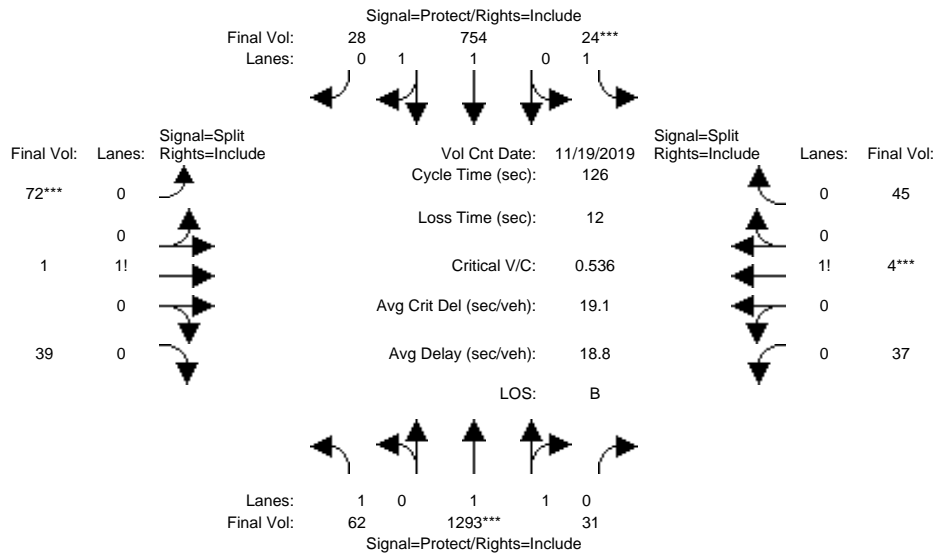 Signal=Protect/Rights=Include
Final Vol: 28 754 24***
Lanes: 0 1 1 0 1
Signal=Split
Final Vol: Lanes: Rights=Include
Vol Cnt Date: 11/19/2019
Signal=Split
Rights=Include Lanes: Final Vol:
Cycle Time (sec): 126
72*** 0
0 45
Loss Time (sec): 12
0
0
1 1!
Critical V/C: 0.536
1! 4***
0
Avg Crit Del (sec/veh): 19.1
0
39 0
Avg Delay (sec/veh): 18.8
0 37
LOS: B
Lanes: 1 0 1 1 0
Final Vol: 62 1293*** 31
Signal=Protect/Rights=Include